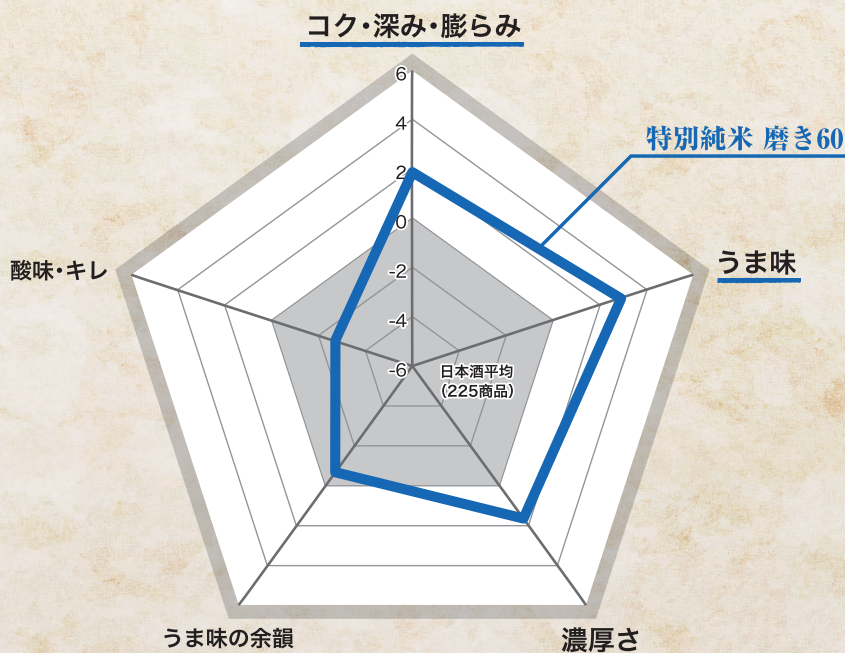 コク・深み・膨らみ
6
4
特別純米 磨き60
2
0
うま味
酸味・キレ
-2
-4
-6
日本酒平均
（225商品）
うま味の余韻
濃厚さ